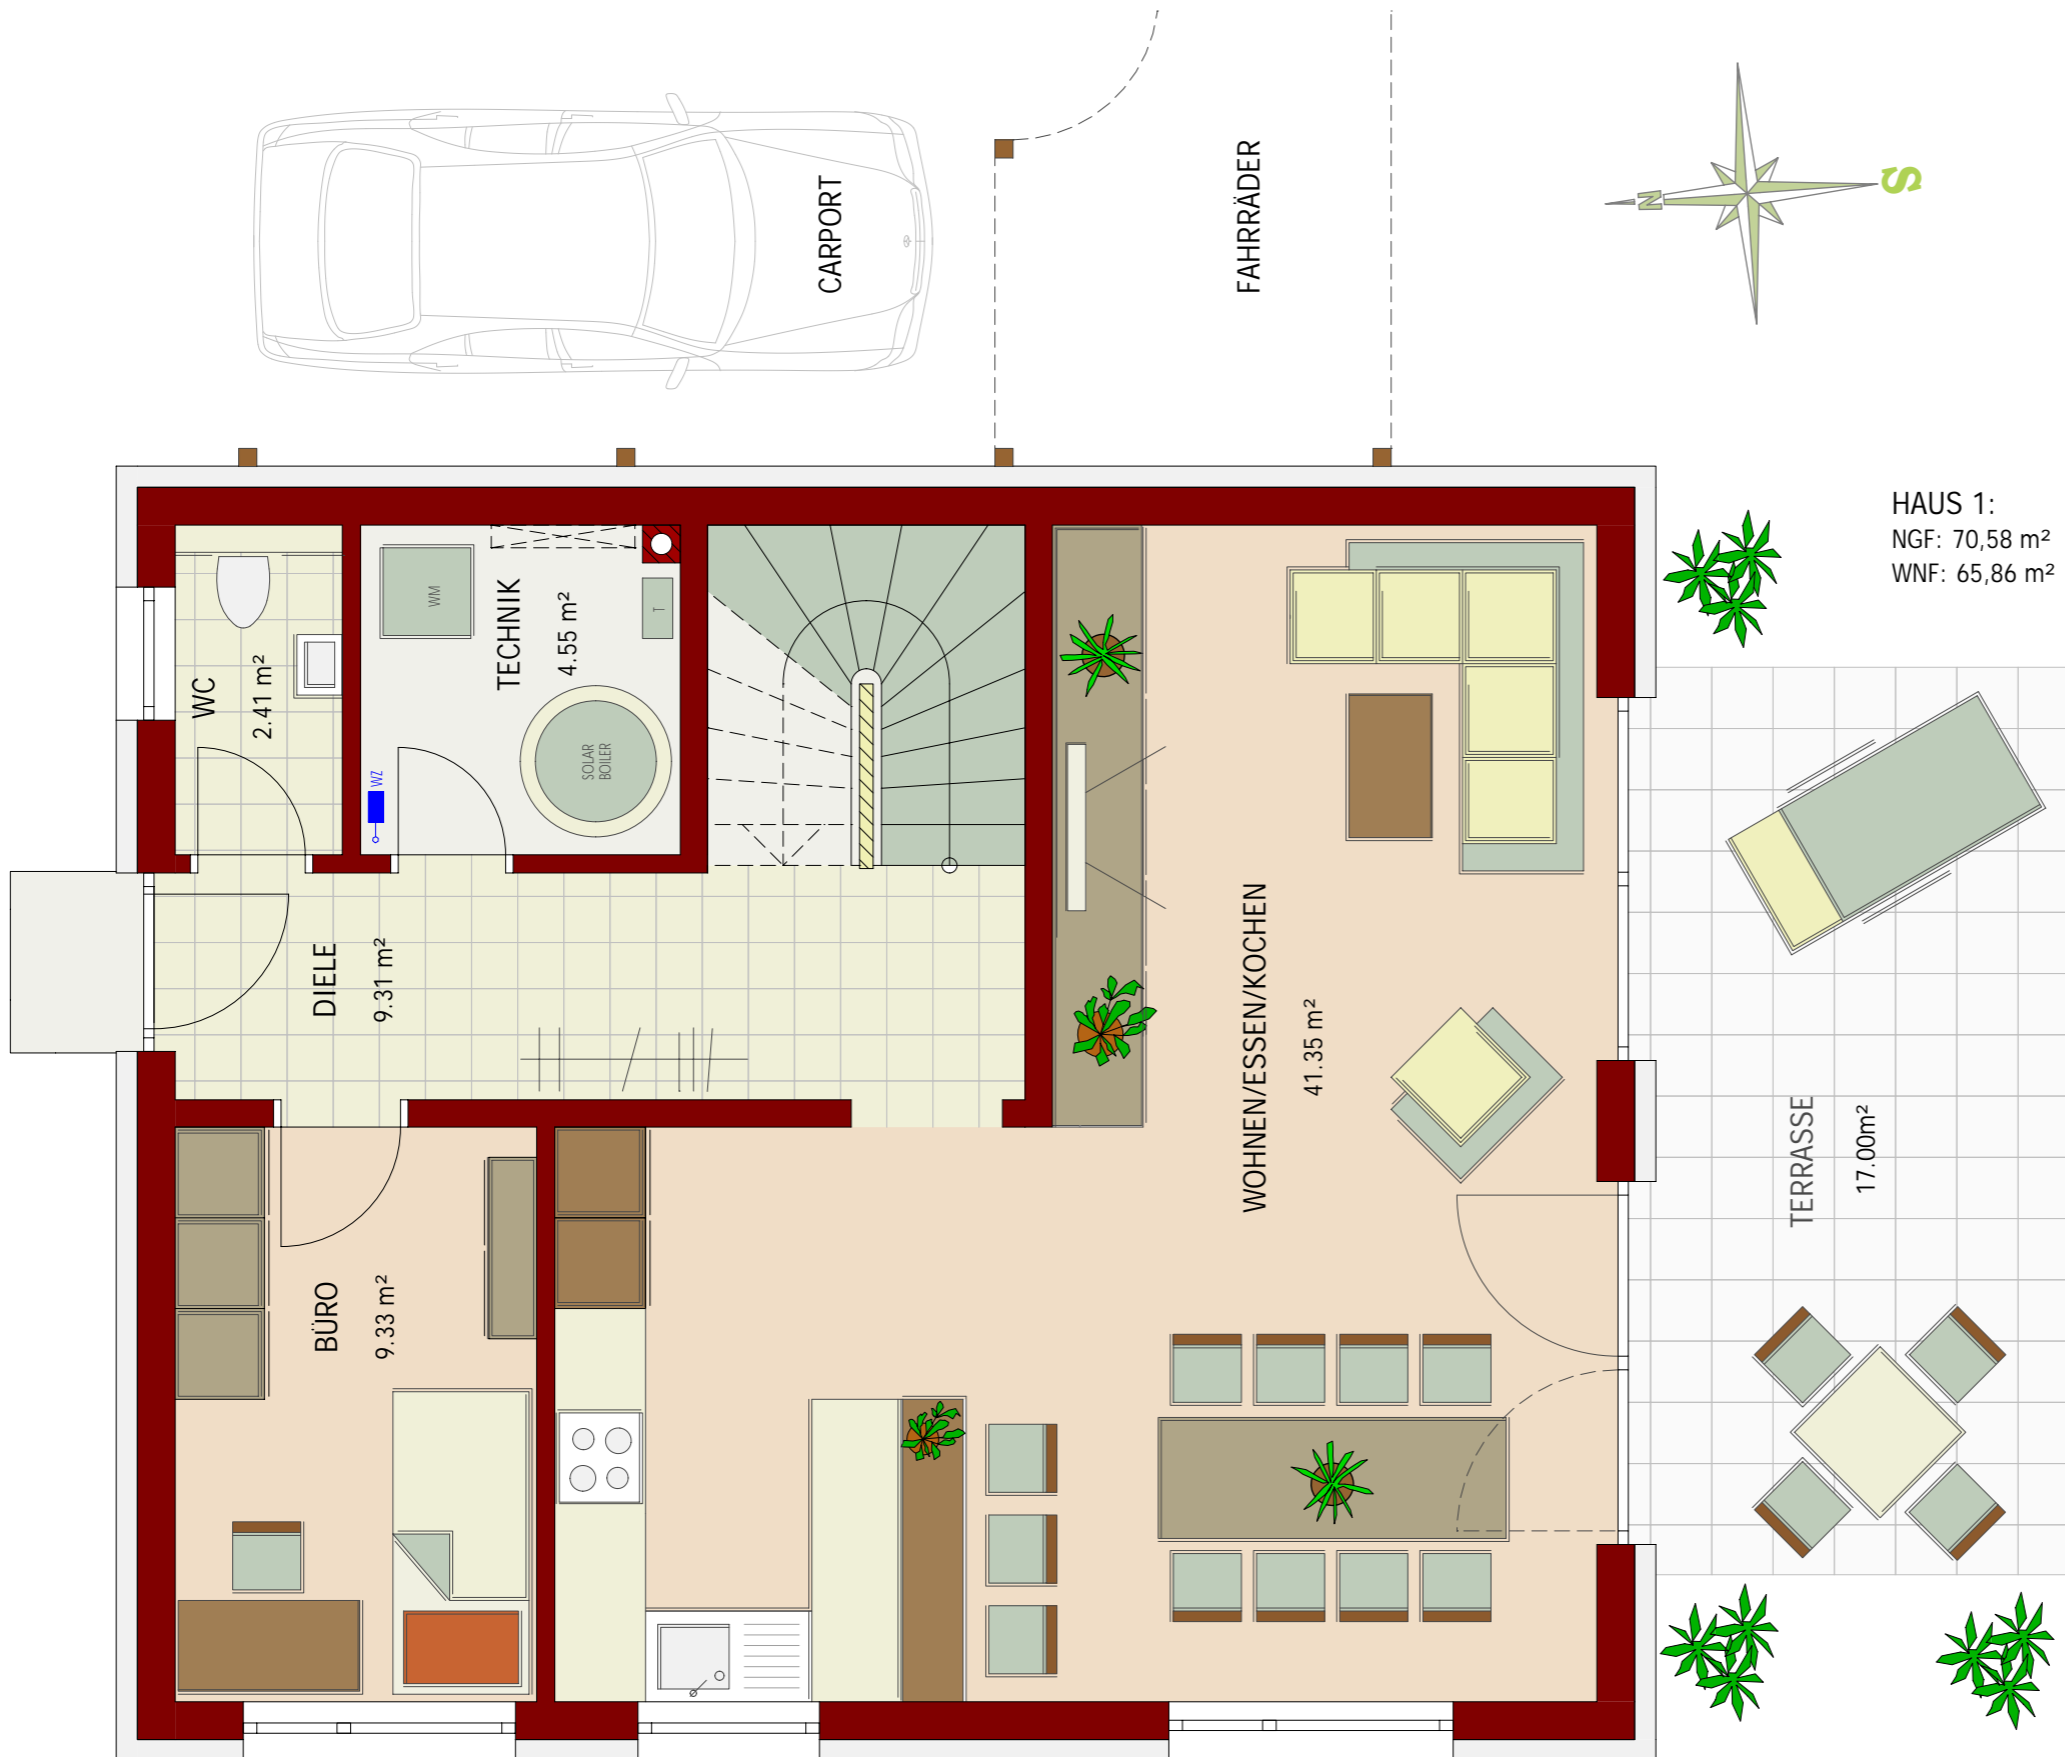 CARPORT
FAHRRÄDER
N
S
HAUS 1:
NGF: 70,58 m²
WNF: 65,86 m²
WC
2.41 m²
WM
TECHNIK
4.55 m²
T
SOLAR
BOILER
WZ
DIELE
9.31 m²
WOHNEN/ESSEN/KOCHEN
41.35 m²
TERRASSE
17.00m²
BÜRO
9.33 m²